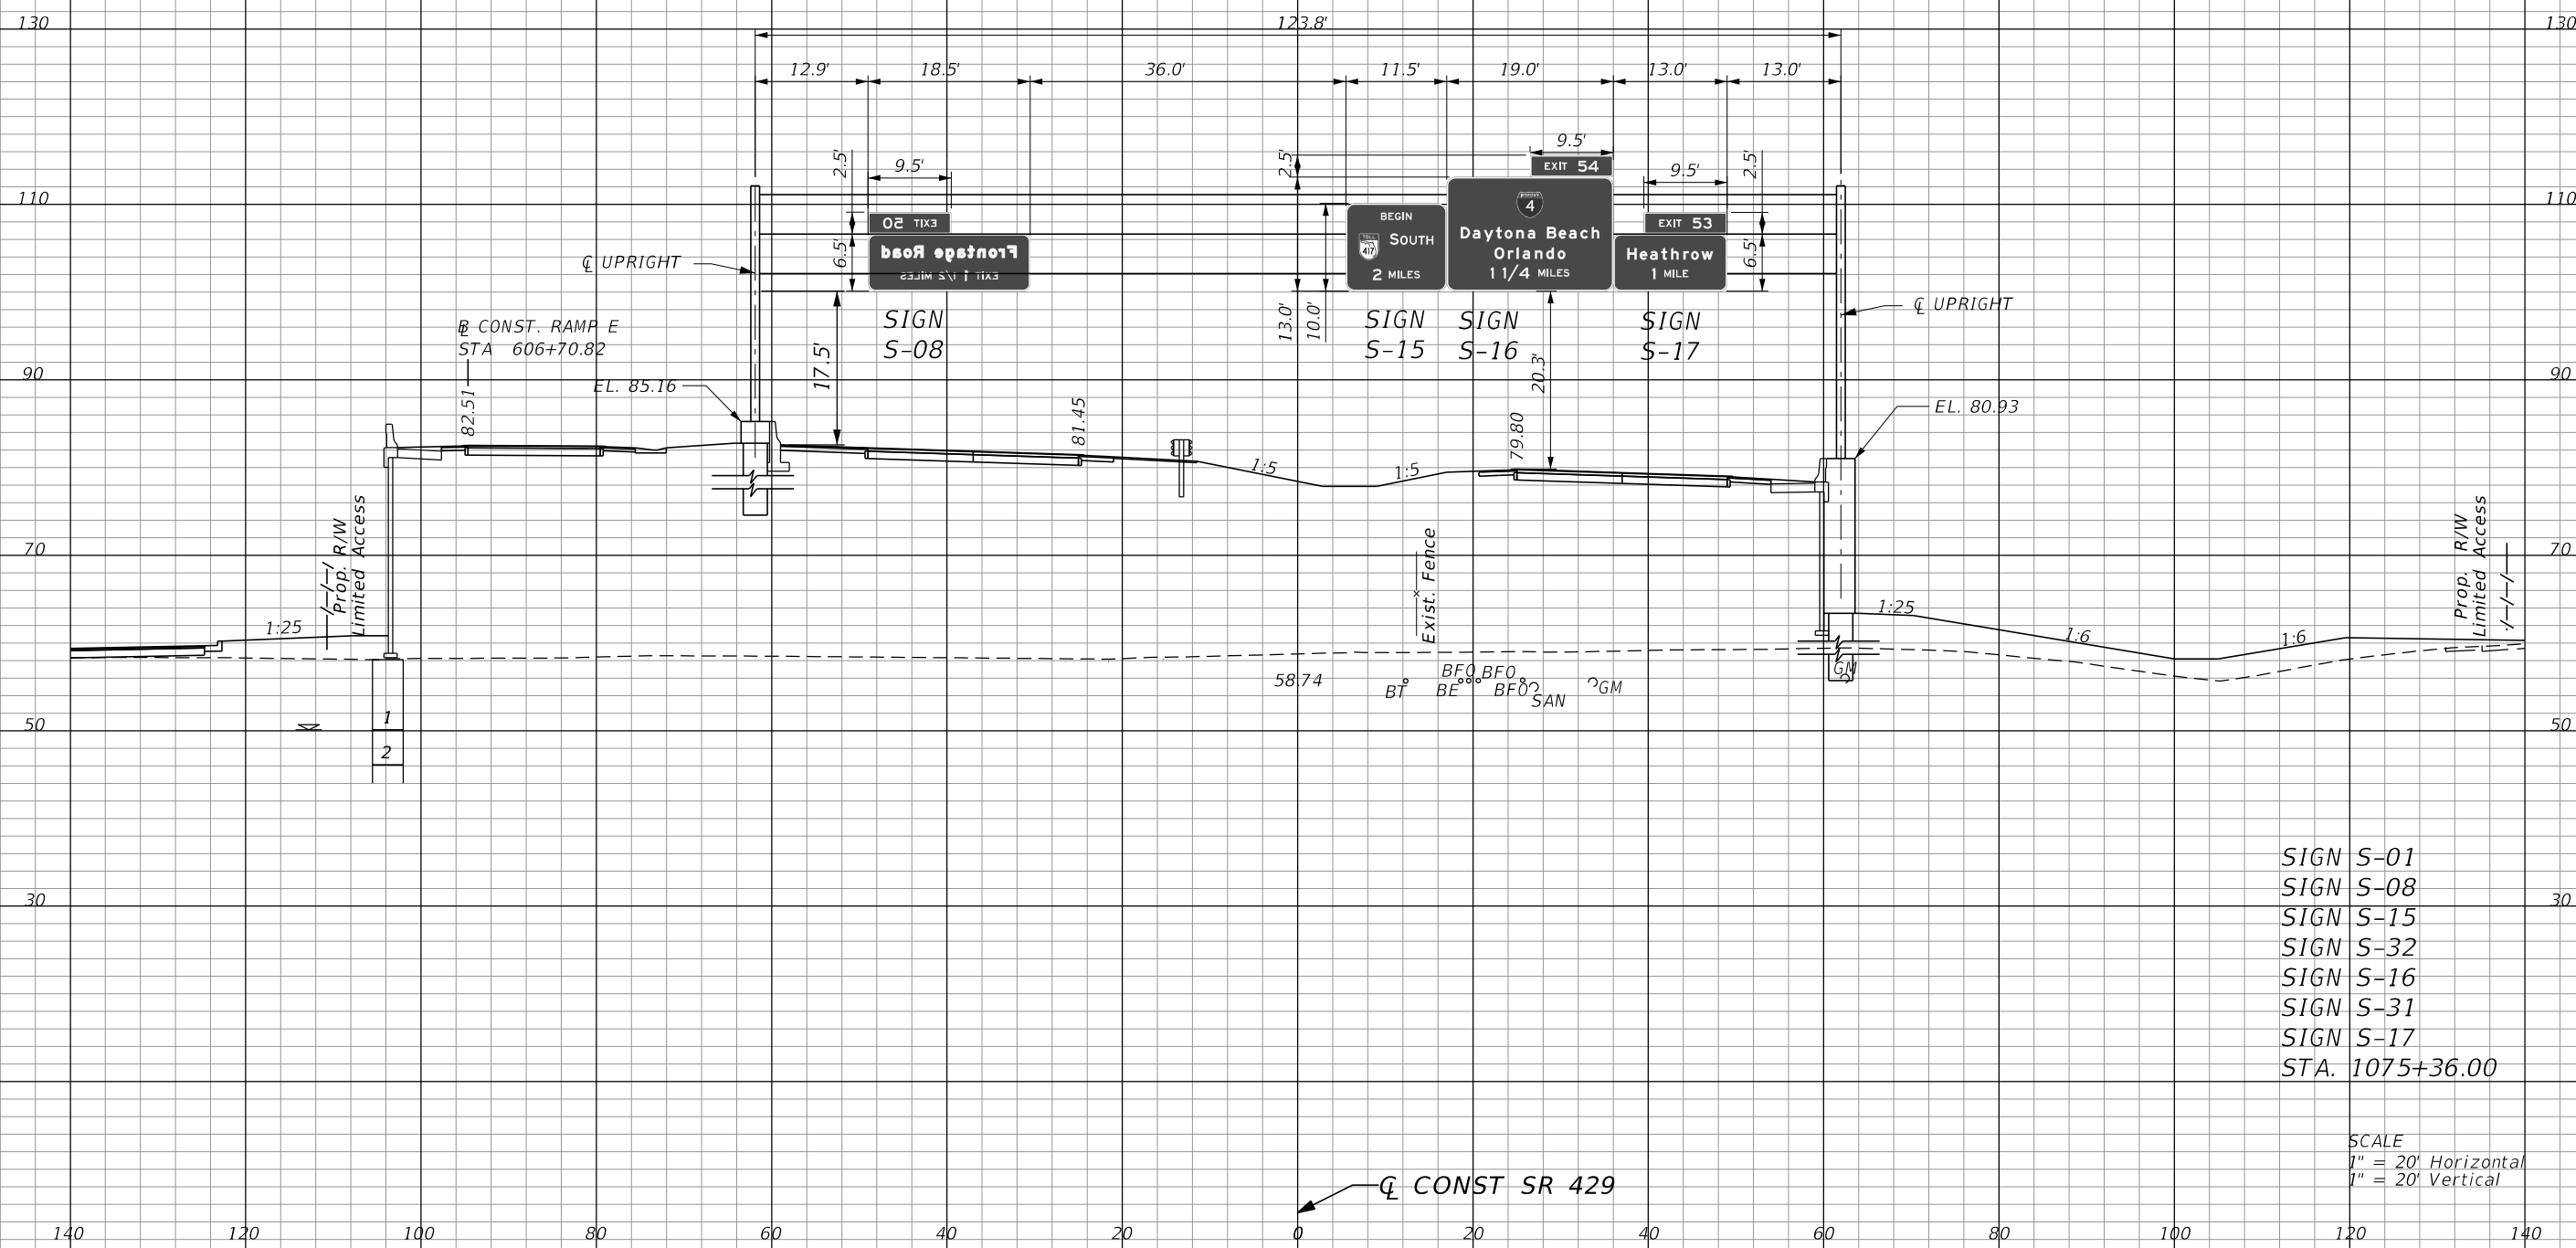 130
123.8'
130
12.9'
18.5'
36.0'
11.5'
19.0'
13.0'
13.0'
2.5'
9.5'
2.5'
9.5'
9.5'
2.5'
EXIT 54
110
110
EXIT 50
EXIT 53
4
BEGIN
TOLL
417
SOUTH
2 MILES
Daytona Beach
Orlando
1 1/4 MILES
Heathrow
1 MILE
6.5'
Frontage Road
EXIT 1 1/2 MILES
6.5'
℄ UPRIGHT
℄ UPRIGHT
13.0'
10.0'
SIGN
S-08
SIGN
S-15
SIGN
S-16
SIGN
S-17
B̵L CONST. RAMP E
STA 606+70.82
17.5'
20.3'
90
90
EL. 85.16
82.51
81.45
79.80
EL. 80.93
1:5
1:5
70
70
Prop. R/W
Limited Access
Exist. Fence
Prop. R/W
Limited Access
1:25
1:25
1:6
1:6
58.74
BT
BFO
BFO
BE
BFO
SAN
GM
GM
50
1
2
50
30
30
SIGN S-01
SIGN S-08
SIGN S-15
SIGN S-32
SIGN S-16
SIGN S-31
SIGN S-17
STA. 1075+36.00
SCALE
1" = 20' Horizontal
1" = 20' Vertical
℄ CONST SR 429
140
120
100
80
60
40
20
0
20
40
60
80
100
120
140